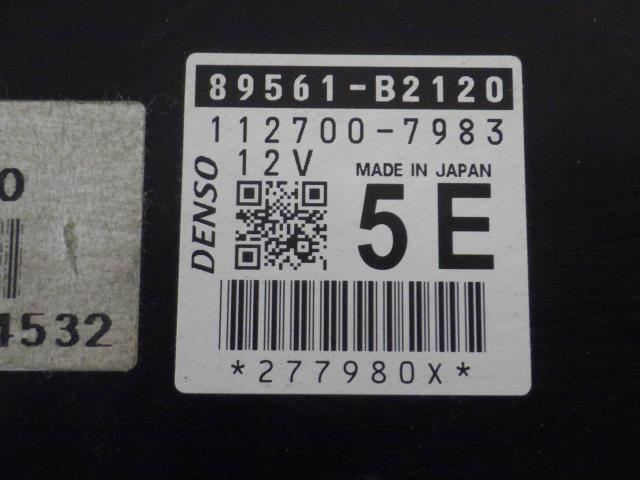 89561-B2120
112700-7983
12V
MADE IN JAPAN
DENSO
5E
*277980X*
0
4532